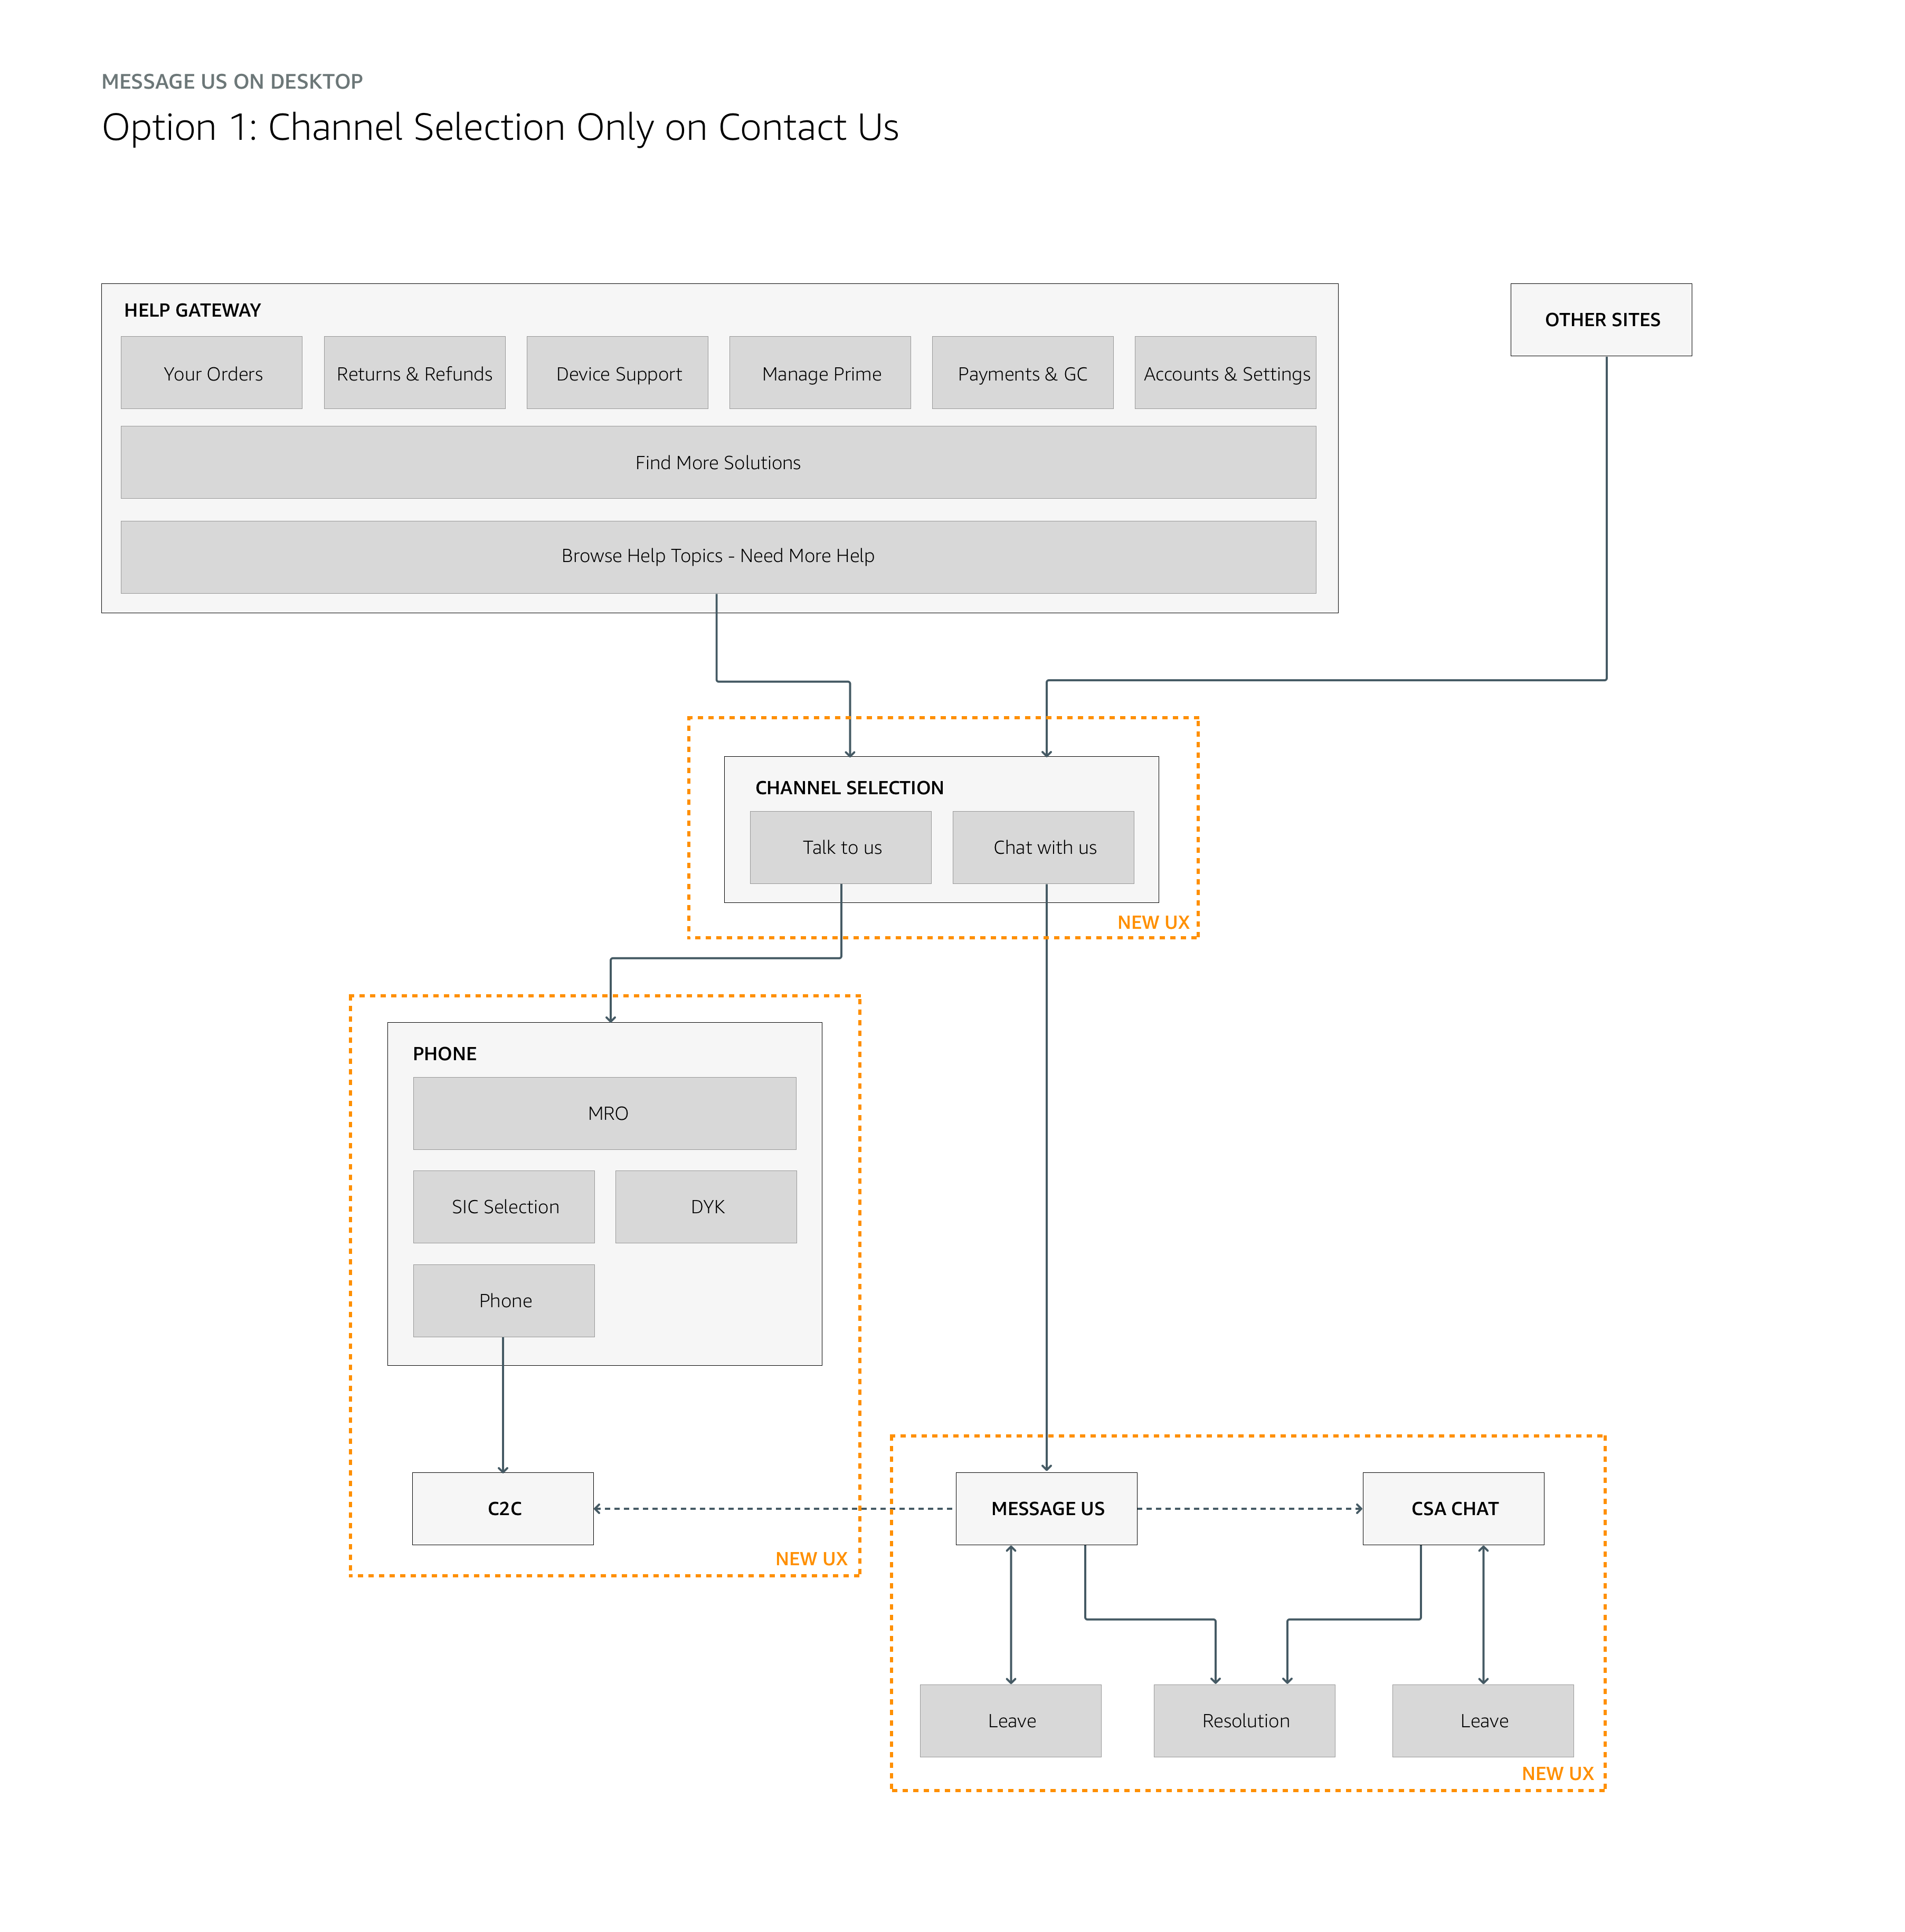 MESSAGE US ON DESKTOP
Option 1: Channel Selection Only on Contact Us
HELP GATEWAY
OTHER SITES
Your Orders
Returns & Refunds
Device Support
Manage Prime
Payments & GC
Accounts & Settings
Find More Solutions
Browse Help Topics - Need More Help
CHANNEL SELECTION
Talk to us
Chat with us
NEW UX
PHONE
MRO
SIC Selection
DYK
Phone
C2C
NEW UX
MESSAGE US
CSA CHAT
Leave
Resolution
Leave
NEW UX